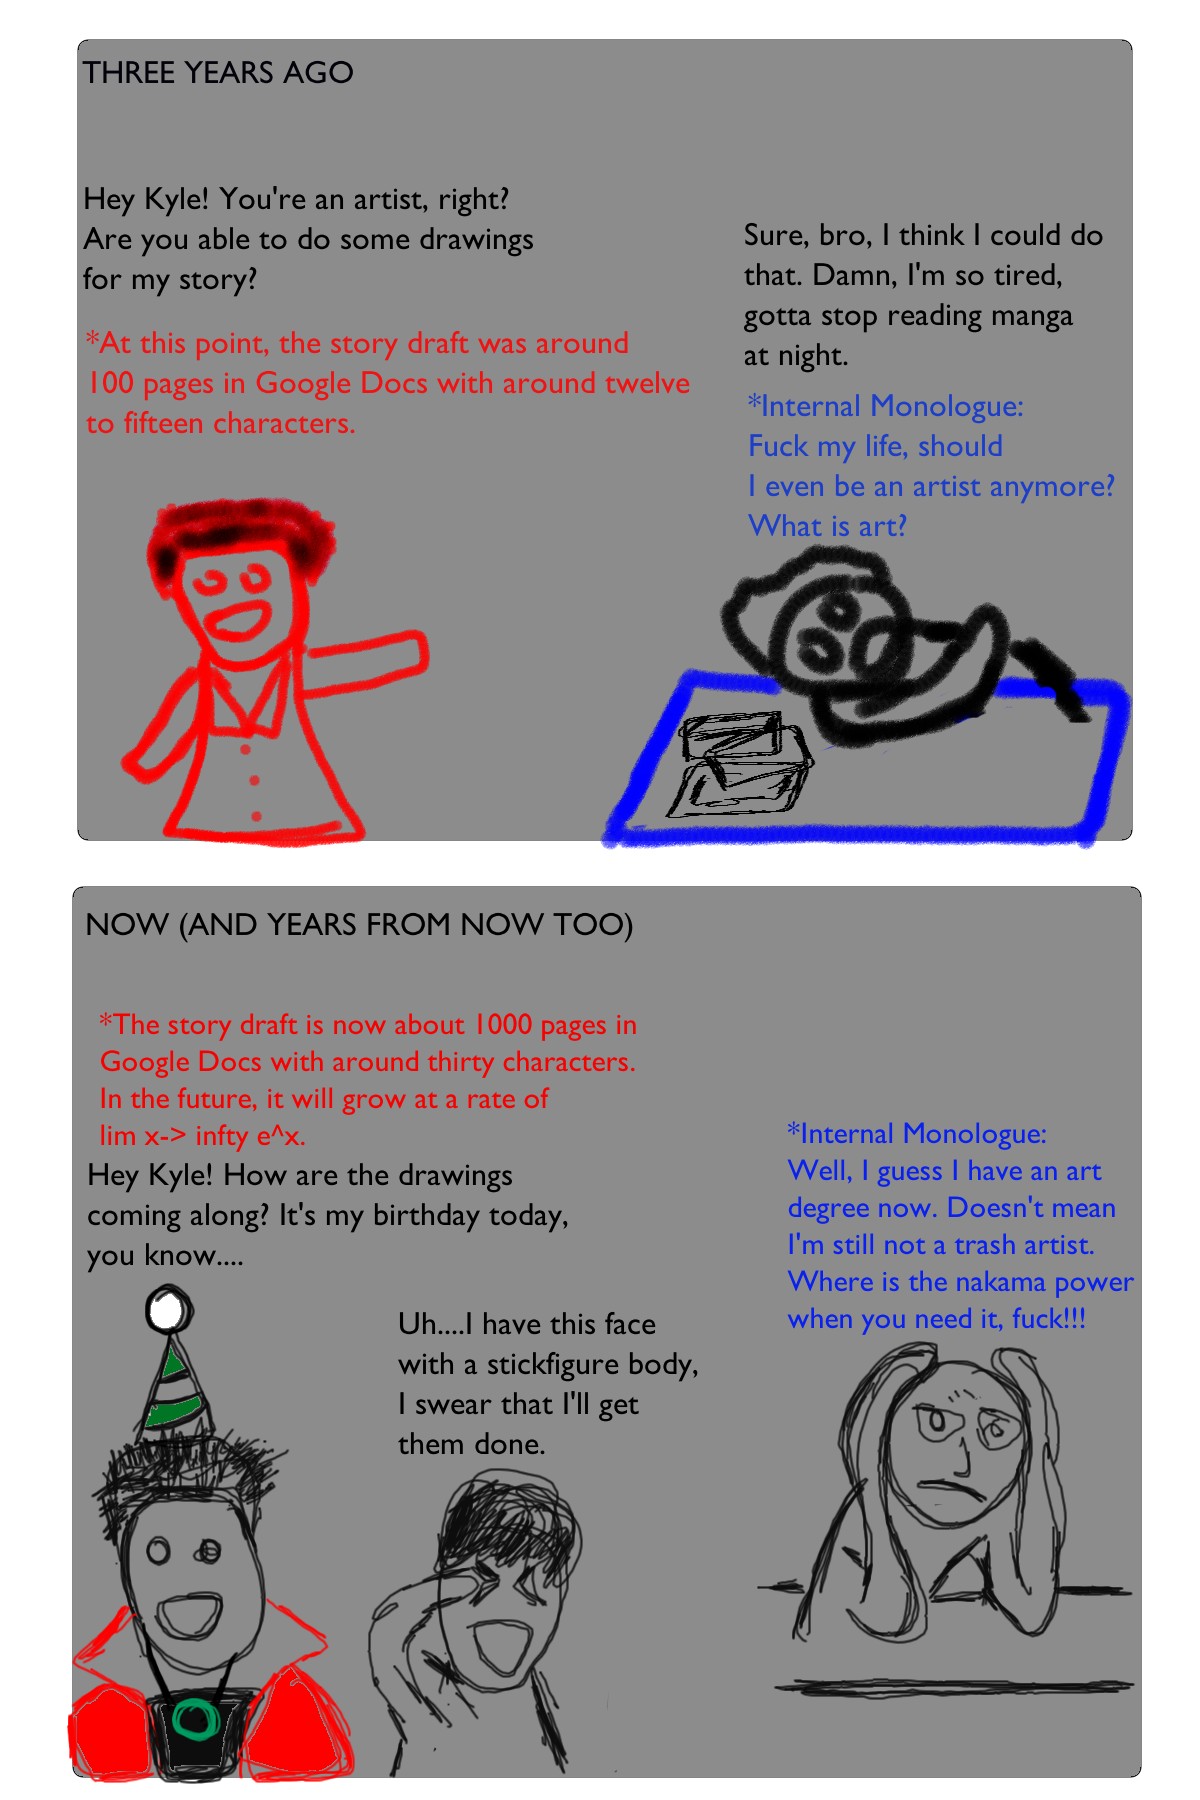 THREE YEARS AGO
Hey Kyle! You're an artist, right?
Are you able to do some drawings
for my story?
*At this point, the story draft was around
100 pages in Google Docs with around twelve
to fifteen characters.
Sure, bro, I think I could do
that. Damn, I'm so tired,
gotta stop reading manga
at night.
*Internal Monologue:
Fuck my life, should
I even be an artist anymore?
What is art?
NOW (AND YEARS FROM NOW TOO)
*The story draft is now about 1000 pages in
Google Docs with around thirty characters.
In the future, it will grow at a rate of
lim x-> infty e^x.
Hey Kyle! How are the drawings
coming along? It's my birthday today,
you know....
Uh....I have this face
with a stickfigure body,
I swear that I'll get
them done.
*Internal Monologue:
Well, I guess I have an art
degree now. Doesn't mean
I'm still not a trash artist.
Where is the nakama power
when you need it, fuck!!!